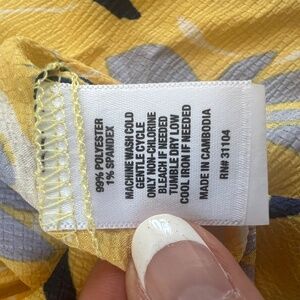 99% POLYESTER
1% SPANDEX
MACHINE WASH COLD
GENTLE CYCLE
ONLY NON-CHLORINE
BLEACH IF NEEDED
TUMBLE DRY LOW
COOL IRON IF NEEDED
MADE IN CAMBODIA
RN# 31104